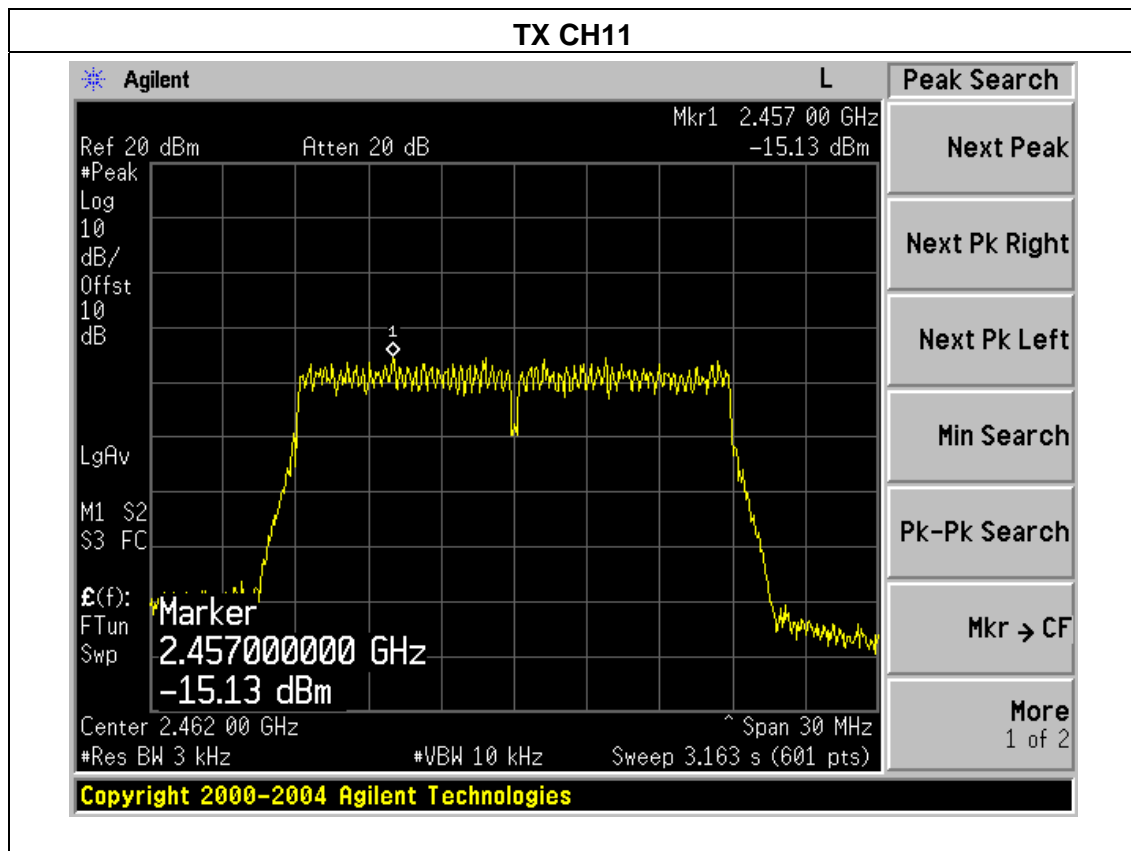 TX CH11
Agilent L
Peak Search
Mkr1 2.457 00 GHz
Ref 20 dBm Atten 20 dB -15.13 dBm
#Peak
Log
10
dB/
Offst
10
dB
1
LgAv
M1 S2
S3 FC
£(f):
FTun
Swp
Marker
2.457000000 GHz
-15.13 dBm
Center 2.462 00 GHz ^ Span 30 MHz
#Res BW 3 kHz #VBW 10 kHz Sweep 3.163 s (601 pts)
Next Peak
Next Pk Right
Next Pk Left
Min Search
Pk-Pk Search
Mkr → CF
More
1 of 2
Copyright 2000-2004 Agilent Technologies